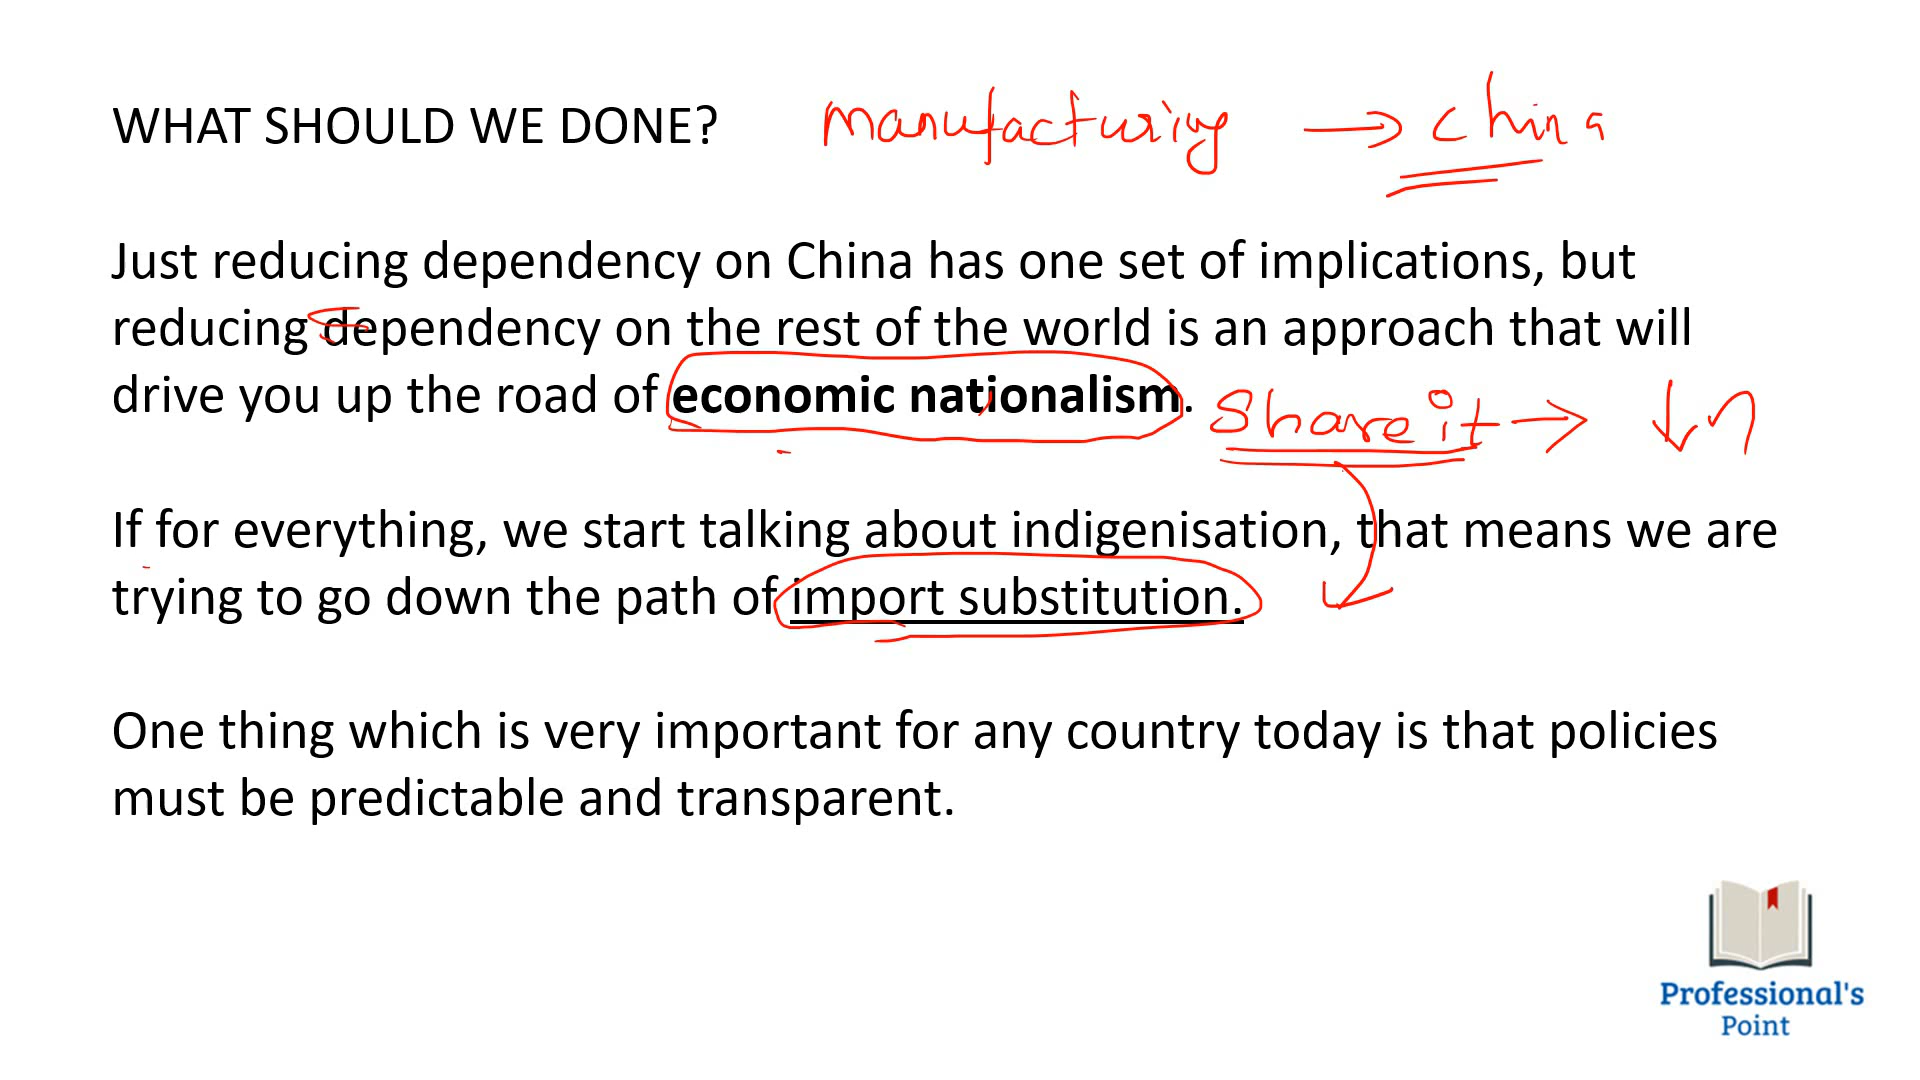 WHAT SHOULD WE DONE? manufacturing → china
Just reducing dependency on China has one set of implications, but
reducing dependency on the rest of the world is an approach that will
drive you up the road of economic nationalism. Share it → ↓
If for everything, we start talking about indigenisation, that means we are
trying to go down the path of import substitution.
One thing which is very important for any country today is that policies
must be predictable and transparent.
Professional's
Point